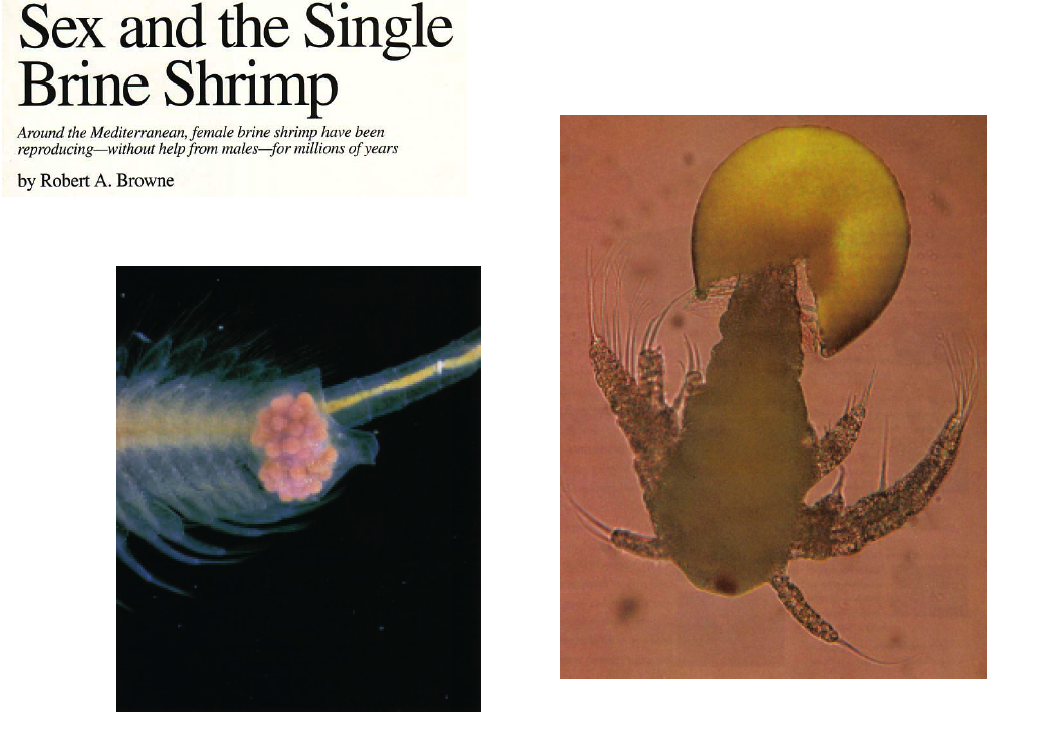 Sex and the Single
Brine Shrimp
Around the Mediterranean, female brine shrimp have been
reproducing—without help from males—for millions of years
by Robert A. Browne